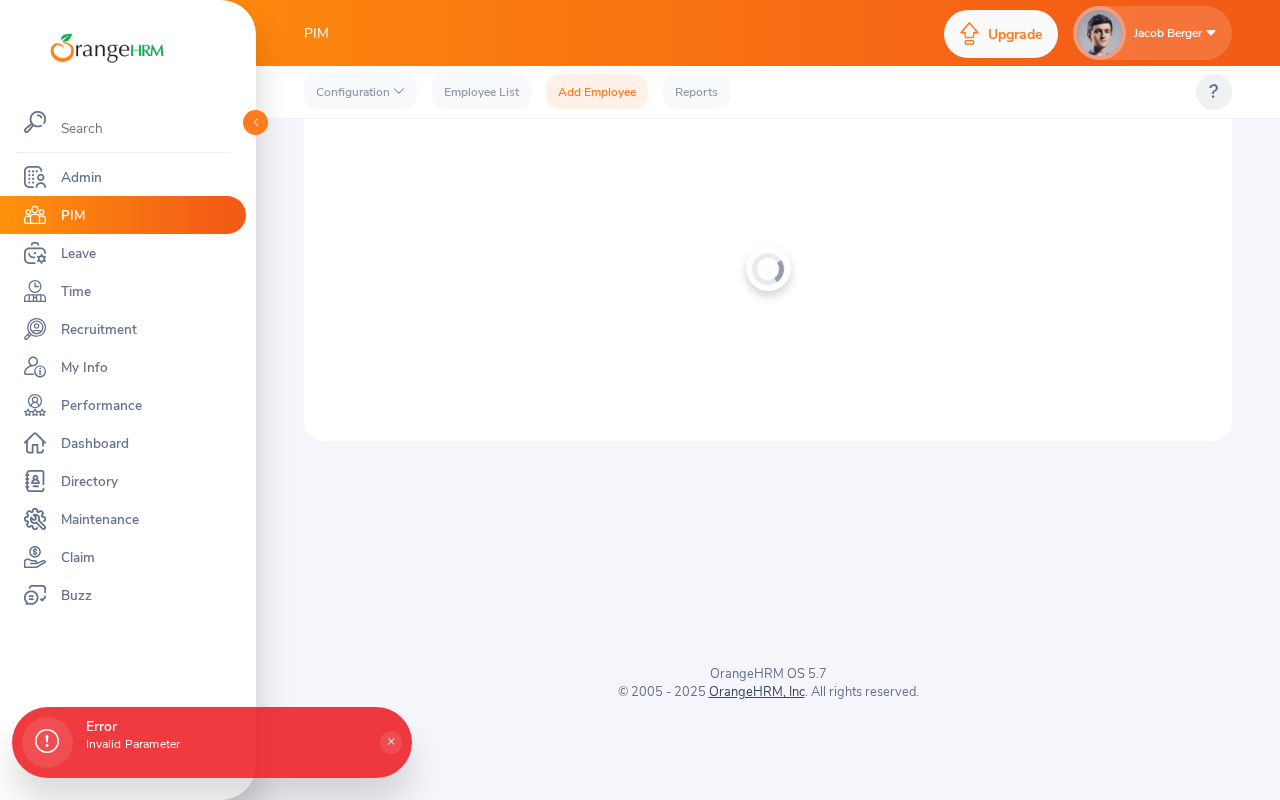 OrangeHRM
Search
Admin
PIM
Leave
Time
Recruitment
My Info
Performance
Dashboard
Directory
Maintenance
Claim
Buzz
PIM
Upgrade
Jacob Berger
Configuration
Employee List
Add Employee
Reports
?
OrangeHRM OS 5.7
© 2005 - 2025 OrangeHRM, Inc. All rights reserved.
Error
Invalid Parameter
×